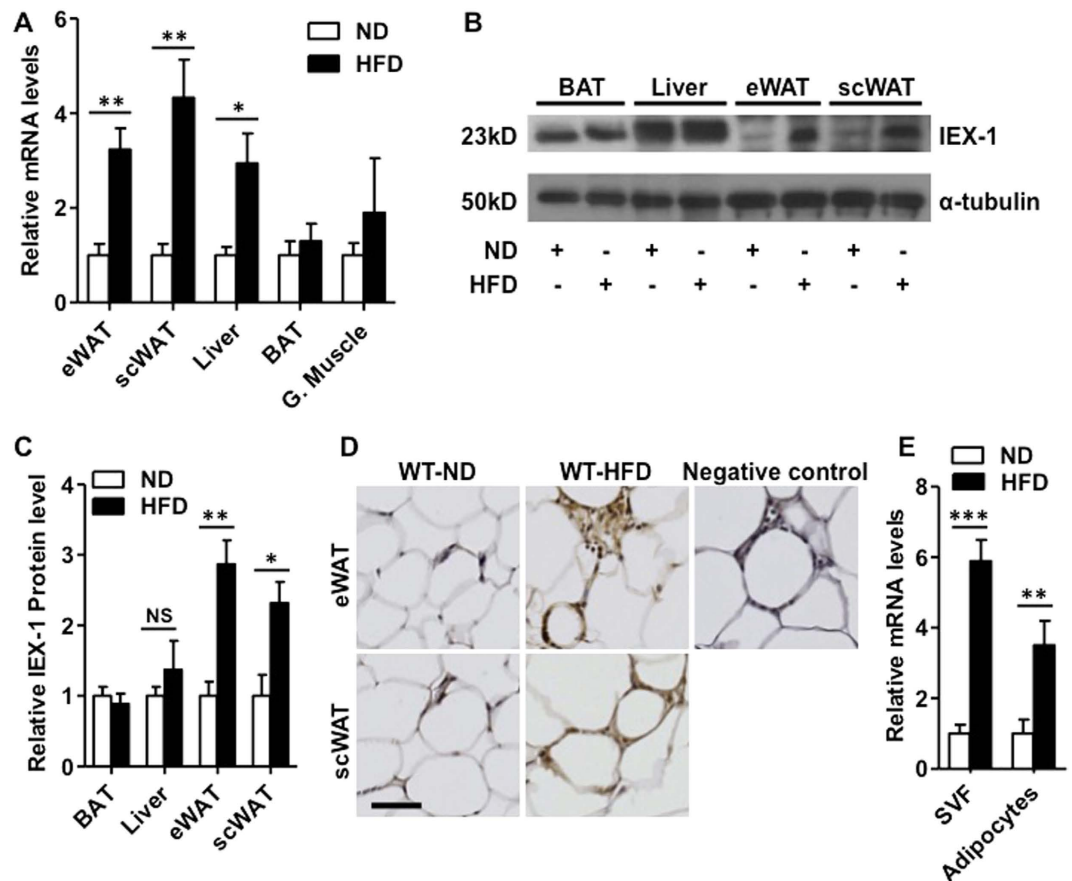 A
Relative mRNA levels
6
4
2
0
ND
HFD
**
**
*
eWAT
scWAT
Liver
BAT
G. Muscle
B
BAT Liver eWAT scWAT
23kD IEX-1
50kD α-tubulin
ND + - + - + - + -
HFD - + - + - + - +
C
Relative IEX-1 Protein level
4
3
2
1
0
ND
HFD
NS
**
*
BAT
Liver
eWAT
scWAT
D
WT-ND WT-HFD Negative control
eWAT
scWAT
E
Relative mRNA levels
8
6
4
2
0
ND
HFD
***
**
SVF
Adipocytes